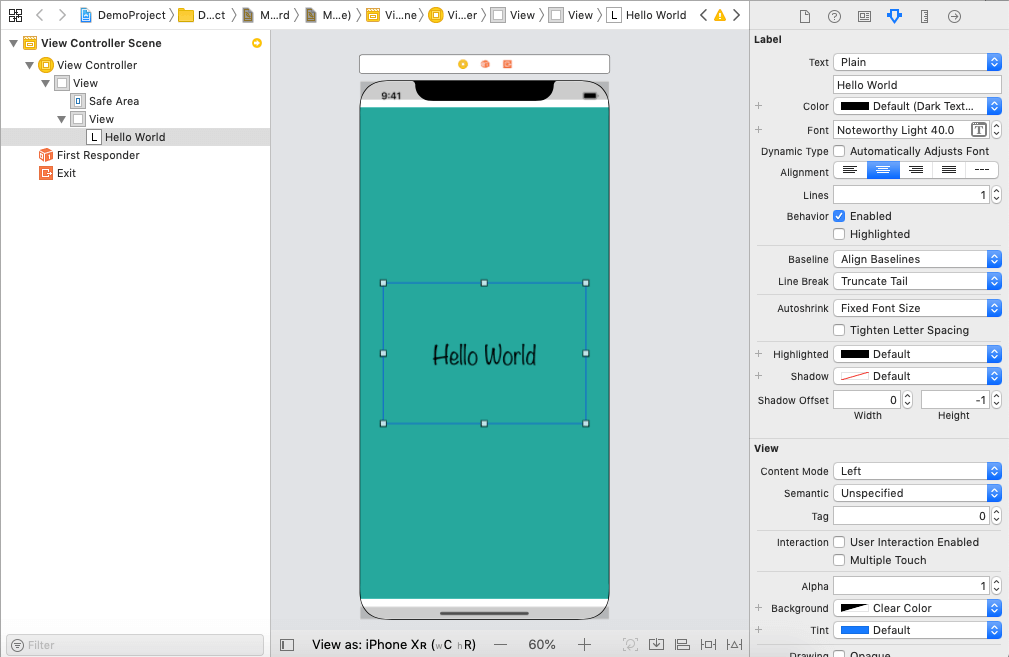 DemoProject D...ct M...rd M...e) Vi...ne) Vi...er) View View Hello World
View Controller Scene
View Controller
View
Safe Area
View
L Hello World
First Responder
Exit
Filter
9:41
Hello World
View as: iPhone XR (wC hR) — 60% +
Label
Text Plain
Hello World
+ Color Default (Dark Text...
+ Font Noteworthy Light 40.0 T
Dynamic Type Automatically Adjusts Font
Alignment ---
Lines 1
Behavior Enabled
Highlighted
Baseline Align Baselines
Line Break Truncate Tail
Autoshrink Fixed Font Size
Tighten Letter Spacing
+ Highlighted Default
+ Shadow Default
Shadow Offset 0 -1
Width Height
View
Content Mode Left
Semantic Unspecified
Tag 0
Interaction User Interaction Enabled
Multiple Touch
Alpha 1
+ Background Clear Color
+ Tint Default
Drawing Opaque